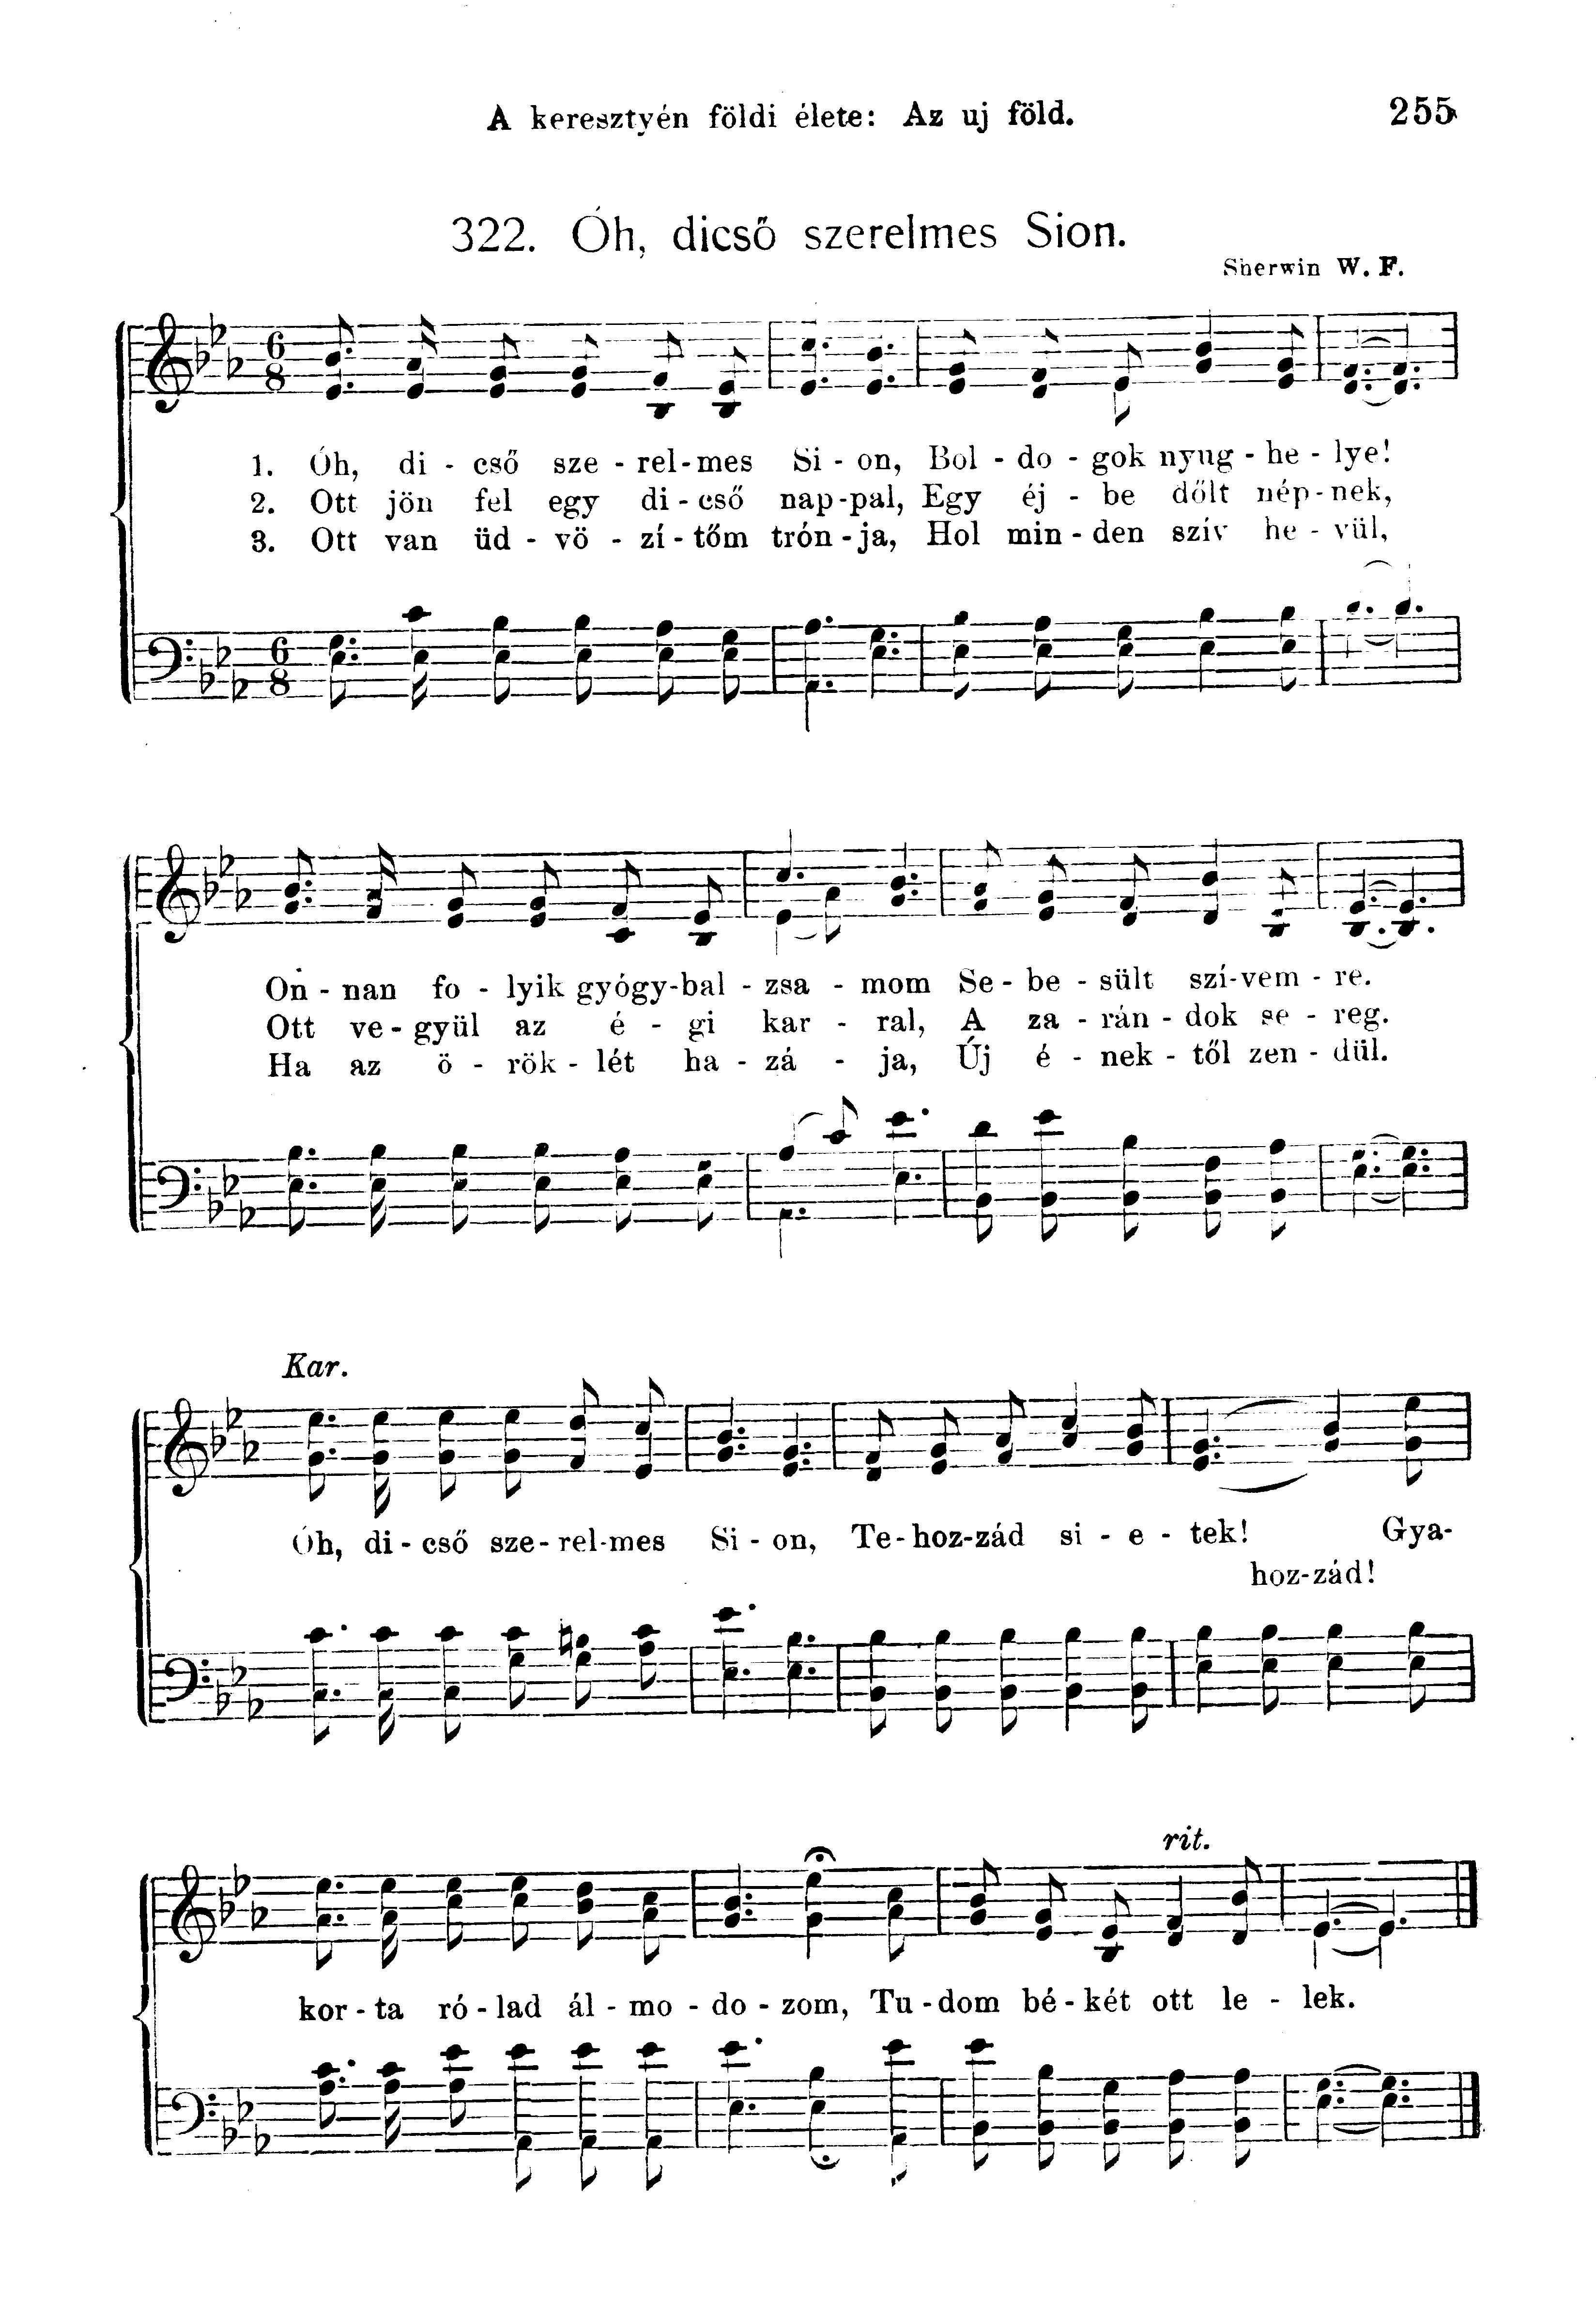 A keresztyén földi élete: Az uj föld. 255
322. Óh, dicső szerelmes Sion.
Sherwin W. F.
6 8
1. Óh, di - cső sze - rel - mes Si - on, Bol - do - gok nyug - he - lye!
2. Ott jön fel egy di - cső nap - pal, Egy éj - be dőlt nép - nek,
3. Ott van üd - vö - zí - tőm trón - ja, Hol min - den szív he - vül,
6 8
On - nan fo - lyik gyógy - bal - zsa - mom Se - be - sült szí - vem - re.
Ott ve - gyül az é - gi kar - ral, A za - rán - dok se - reg.
Ha az ö - rök - lét ha - zá - ja, Új é - nek - től zen - dül.
Kar.
Óh, di - cső sze - rel - mes Si - on, Te - hoz - zád si - e - tek! Gya-
hoz - zád!
rit.
kor - ta ró - lad ál - mo - do - zom, Tu - dom bé - két ott le - lek.